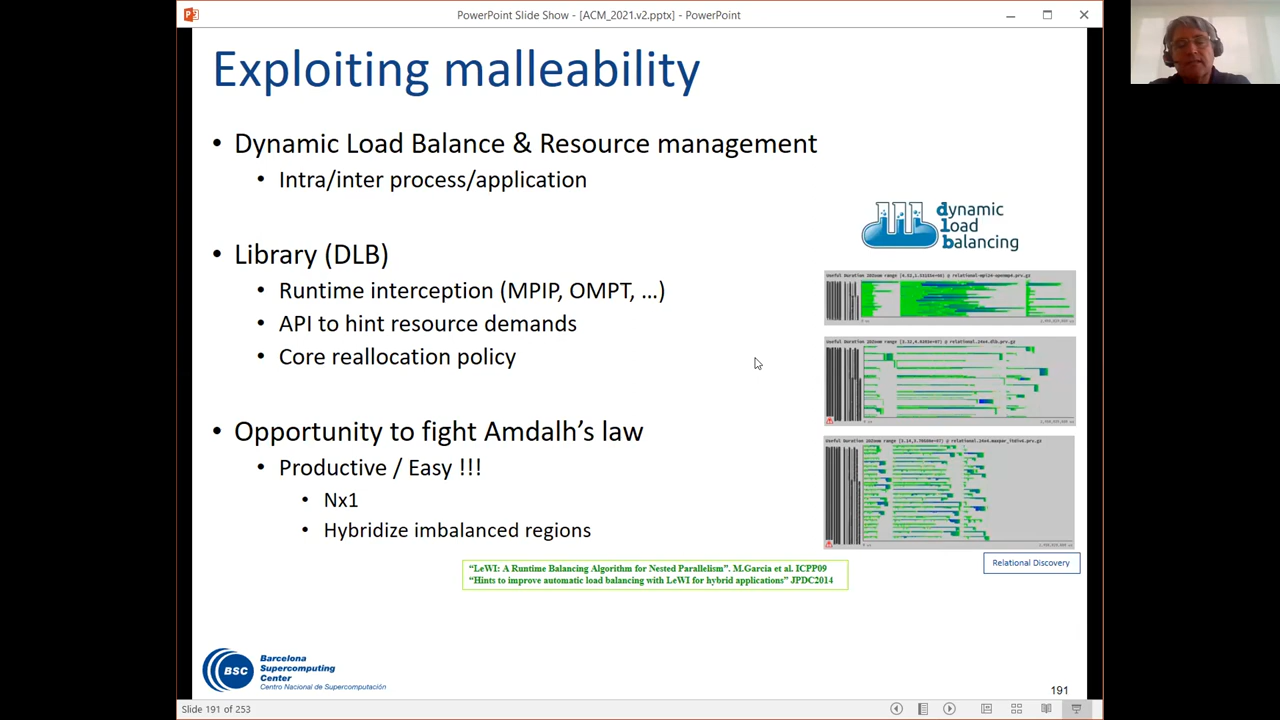 PowerPoint Slide Show - [ACM_2021.v2.pptx] - PowerPoint
Exploiting malleability
• Dynamic Load Balance & Resource management
• Intra/inter process/application
dynamic
load
balancing
• Library (DLB)
• Runtime interception (MPIP, OMPT, …)
• API to hint resource demands
• Core reallocation policy
• Opportunity to fight Amdalh’s law
• Productive / Easy !!!
• Nx1
• Hybridize imbalanced regions
Relational Discovery
“LeWI: A Runtime Balancing Algorithm for Nested Parallelism”. M.Garcia et al. ICPP09
“Hints to improve automatic load balancing with LeWI for hybrid applications” JPDC2014
BSC
Barcelona
Supercomputing
Center
Centro Nacional de Supercomputación
191
Slide 191 of 253